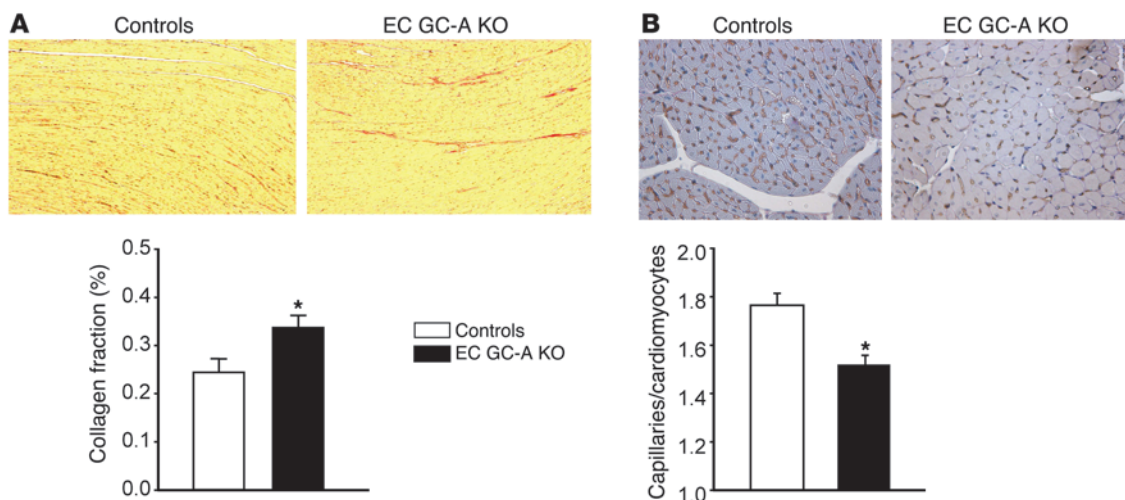 A
Controls
EC GC-A KO
Collagen fraction (%)
0.5
0.4
0.3
0.2
0.1
0.0
*
Controls
EC GC-A KO
B
Controls
EC GC-A KO
Capillaries/cardiomyocytes
2.0
1.8
1.6
1.4
1.2
1.0
*